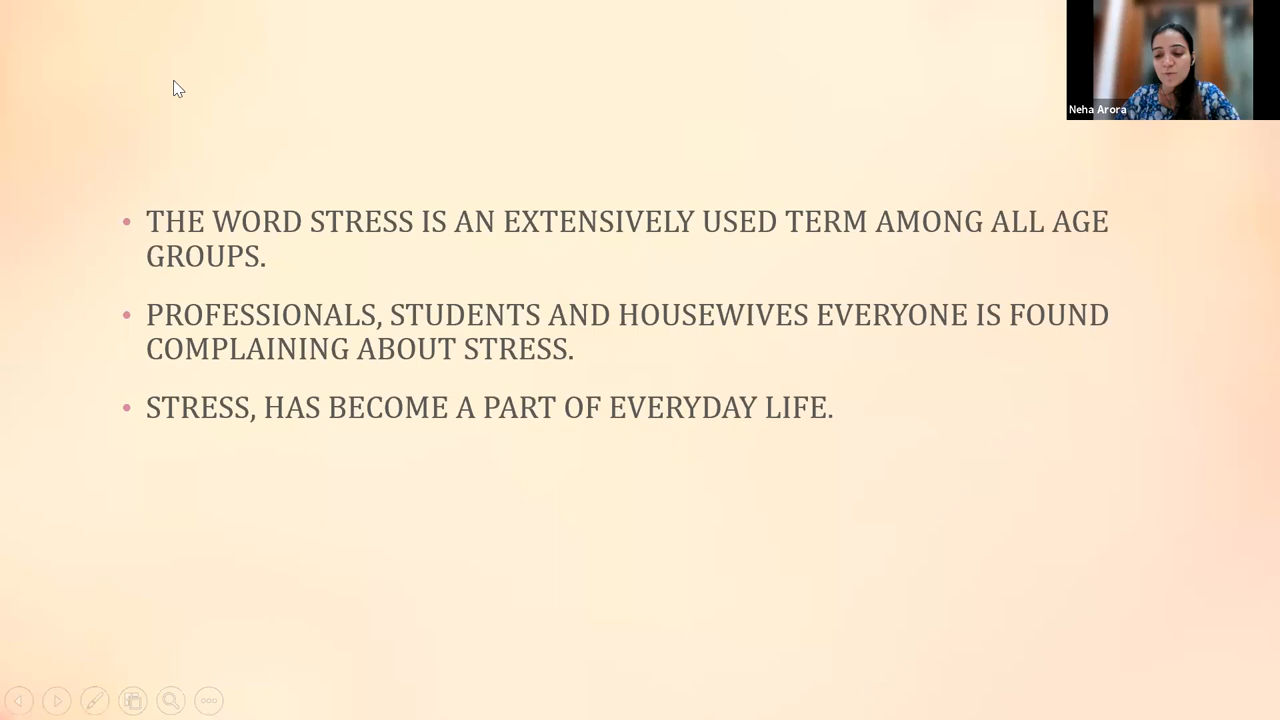 Neha Arora
• THE WORD STRESS IS AN EXTENSIVELY USED TERM AMONG ALL AGE
GROUPS.
• PROFESSIONALS, STUDENTS AND HOUSEWIVES EVERYONE IS FOUND
COMPLAINING ABOUT STRESS.
• STRESS, HAS BECOME A PART OF EVERYDAY LIFE.